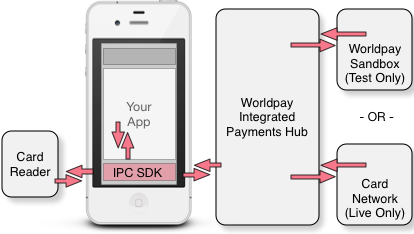 Card
Reader
Your
App
IPC SDK
Worldpay
Integrated
Payments Hub
Worldpay
Sandbox
(Test Only)
- OR -
Card
Network
(Live Only)